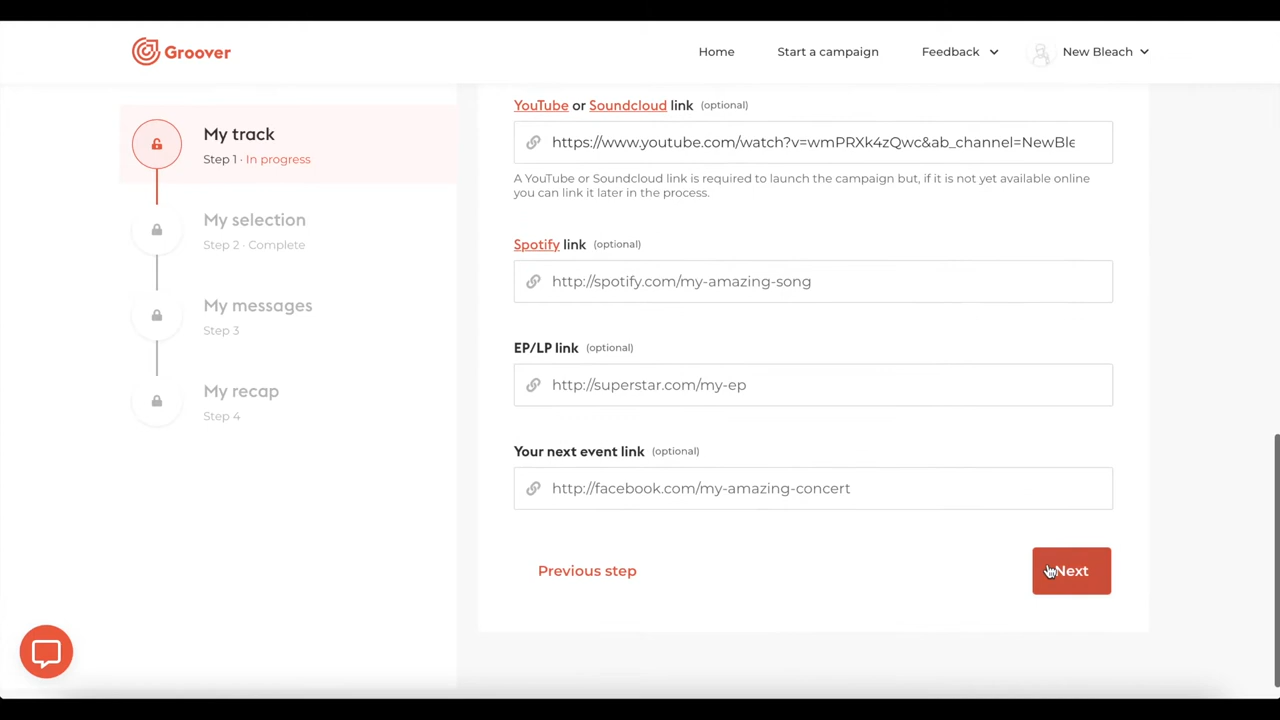 Groover
Home
Start a campaign
Feedback
New Bleach
My track
Step 1 · In progress
My selection
Step 2 · Complete
My messages
Step 3
My recap
Step 4
YouTube or Soundcloud link (optional)
https://www.youtube.com/watch?v=wmPRXk4zQwc&ab_channel=NewBle
A YouTube or Soundcloud link is required to launch the campaign but, if it is not yet available online
you can link it later in the process.
Spotify link (optional)
http://spotify.com/my-amazing-song
EP/LP link (optional)
http://superstar.com/my-ep
Your next event link (optional)
http://facebook.com/my-amazing-concert
Previous step
Next